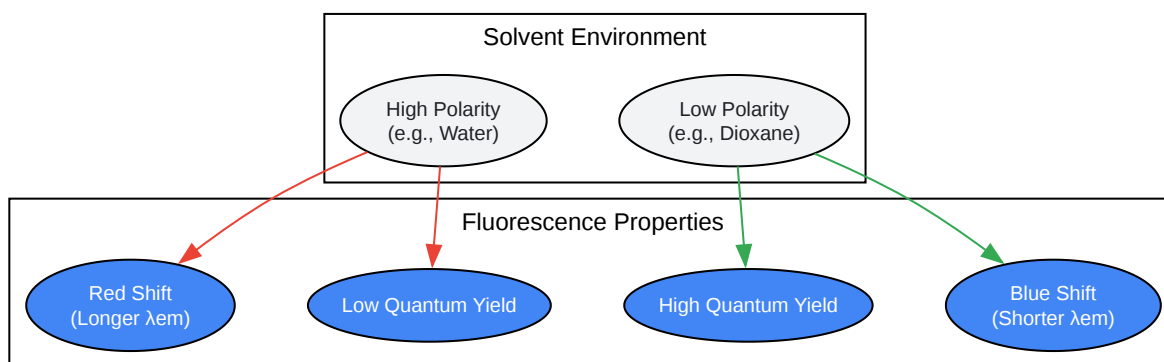 Solvent Environment
High Polarity
(e.g., Water)
Low Polarity
(e.g., Dioxane)
Fluorescence Properties
Red Shift
(Longer λem)
Low Quantum Yield
High Quantum Yield
Blue Shift
(Shorter λem)